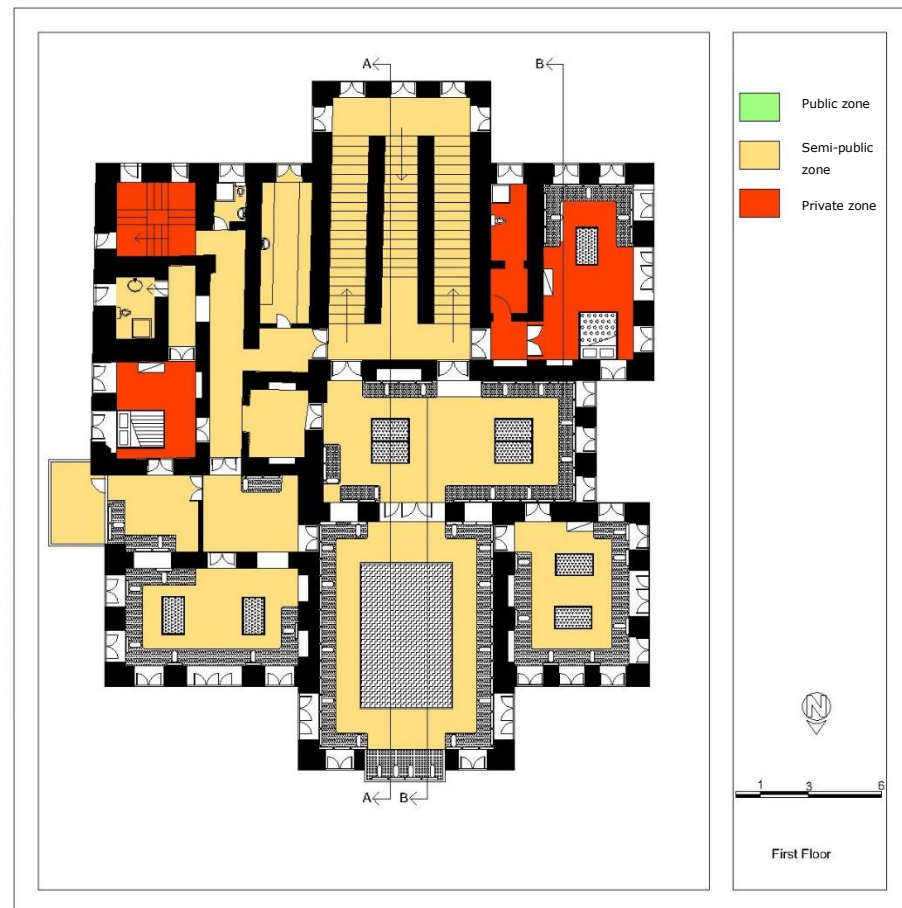 A
B
Public zone
Semi-public
zone
Private zone
N
1 3 6
A B
First Floor